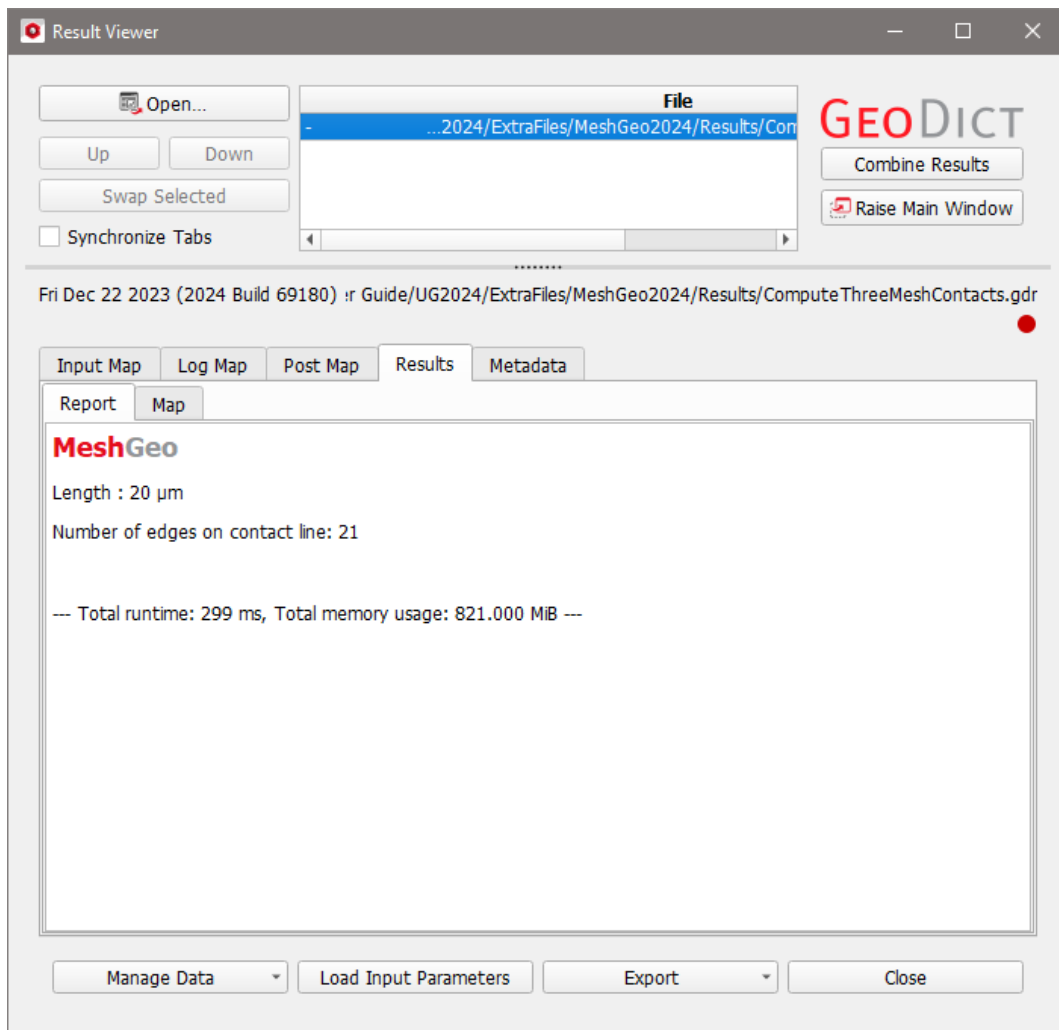 Result Viewer
Open...
Up
Down
Swap Selected
Synchronize Tabs
File
- ...2024/ExtraFiles/MeshGeo2024/Results/Com
GEODICT
Combine Results
Raise Main Window
Fri Dec 22 2023 (2024 Build 69180) :r Guide/UG2024/ExtraFiles/MeshGeo2024/Results/ComputeThreeMeshContacts.gdr
Input Map
Log Map
Post Map
Results
Metadata
Report
Map
MeshGeo
Length : 20 µm
Number of edges on contact line: 21
--- Total runtime: 299 ms, Total memory usage: 821.000 MiB ---
Manage Data
Load Input Parameters
Export
Close